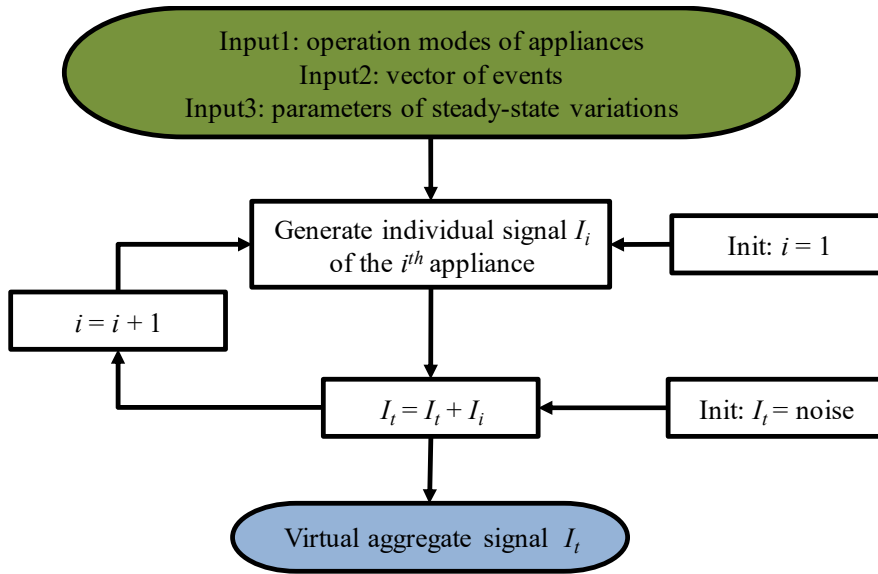 Input1: operation modes of appliances
Input2: vector of events
Input3: parameters of steady-state variations
Generate individual signal I_i
of the i^th appliance
Init: i = 1
i = i + 1
I_t = I_t + I_i
Init: I_t = noise
Virtual aggregate signal I_t